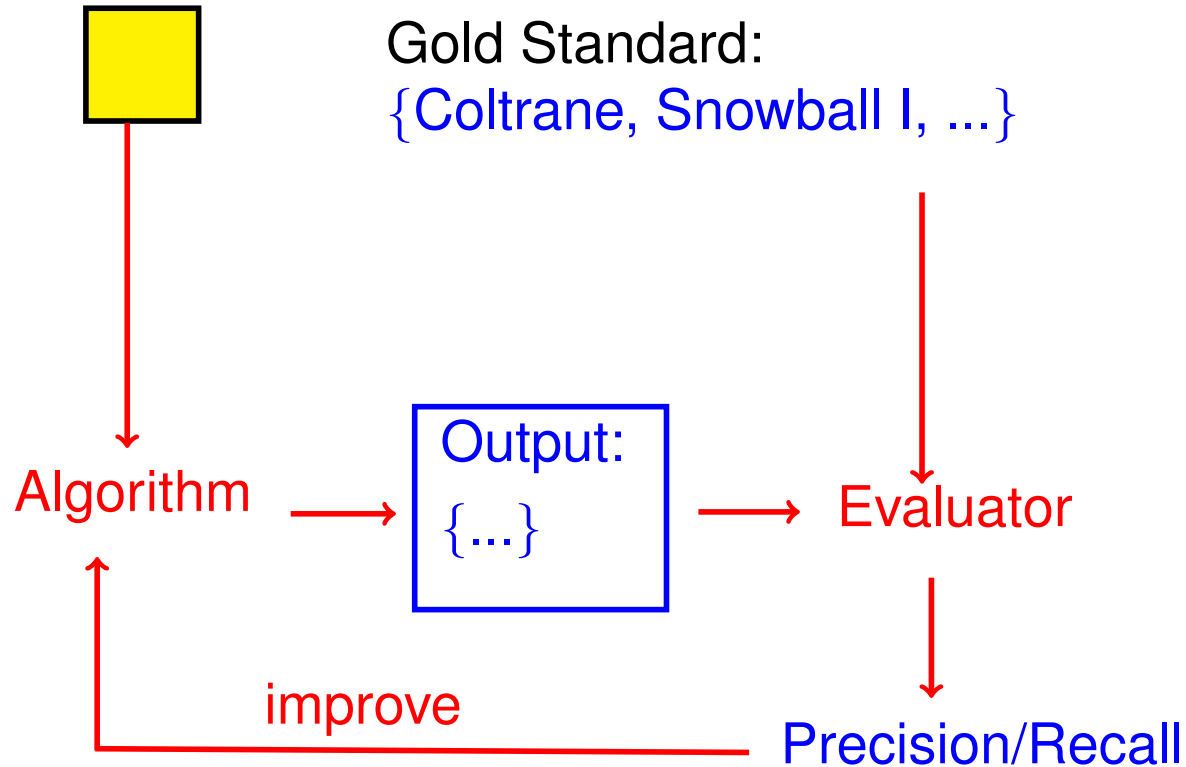 Gold Standard:
{Coltrane, Snowball I, ...}
Output:
{...}
Algorithm
Evaluator
improve
Precision/Recall